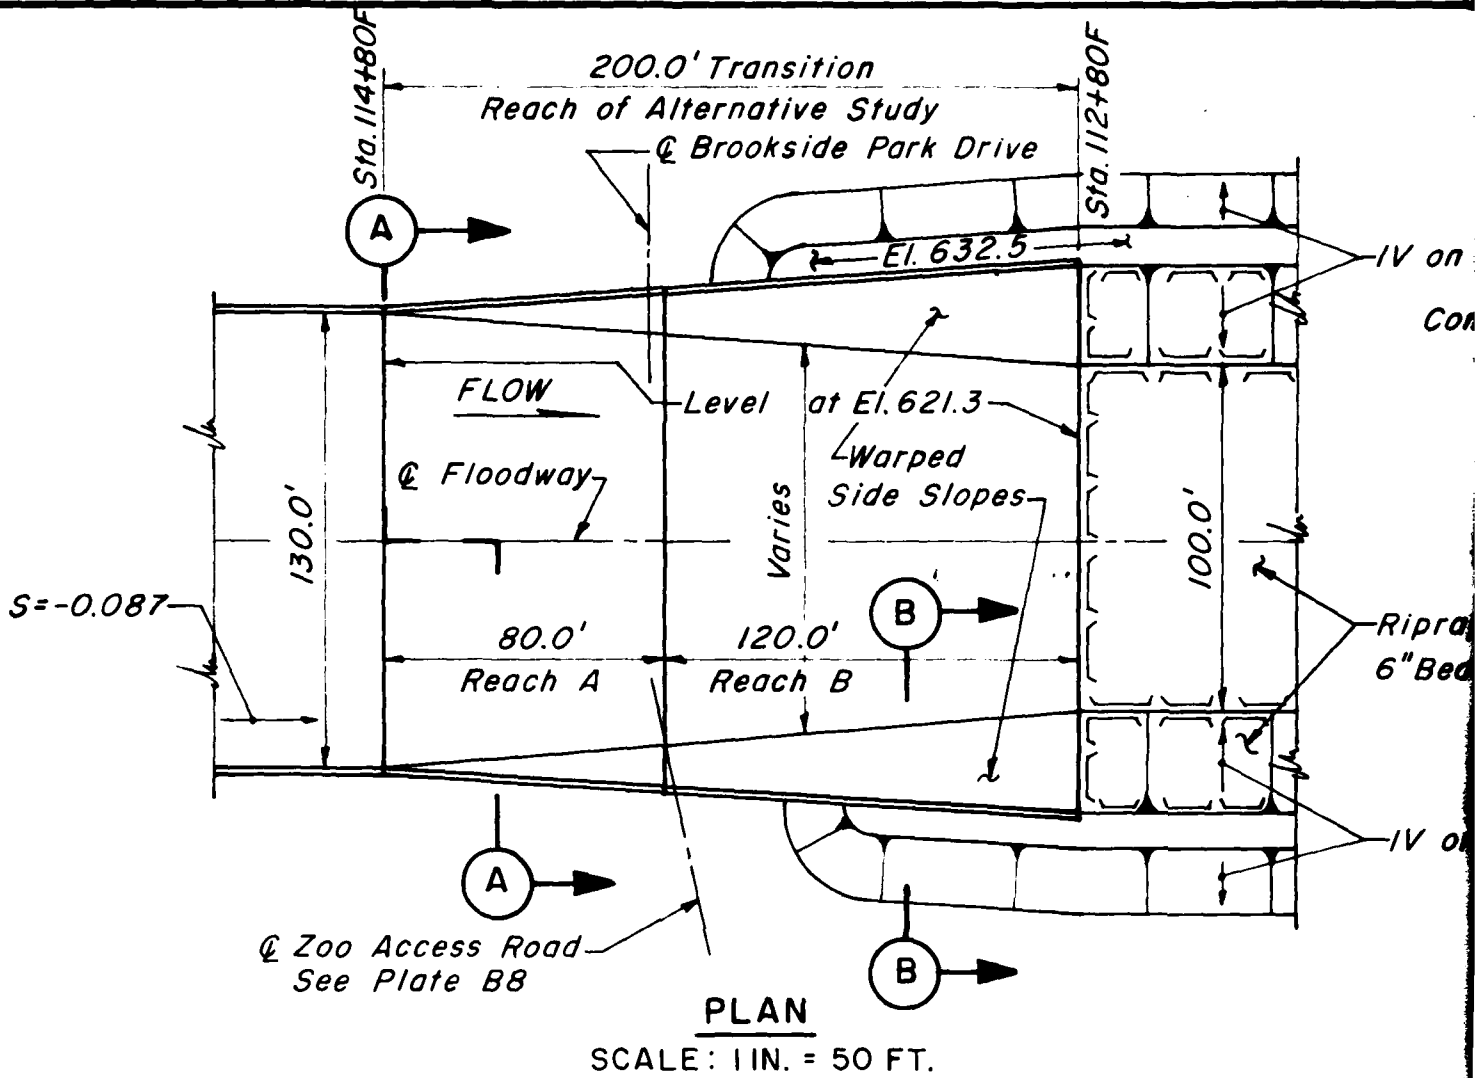 Sta. 114+80F
200.0' Transition
Reach of Alternative Study
℄ Brookside Park Drive
Sta. 112+80F
A
El. 632.5
1V on
Con
FLOW
Level at El. 621.3
Warped
Side Slopes
℄ Floodway
130.0'
Varies
100.0'
S=-0.087
B
80.0'
Reach A
120.0'
Reach B
Ripra
6" Bed
1V on
A
℄ Zoo Access Road
See Plate B8
B
PLAN
SCALE: 1 IN. = 50 FT.